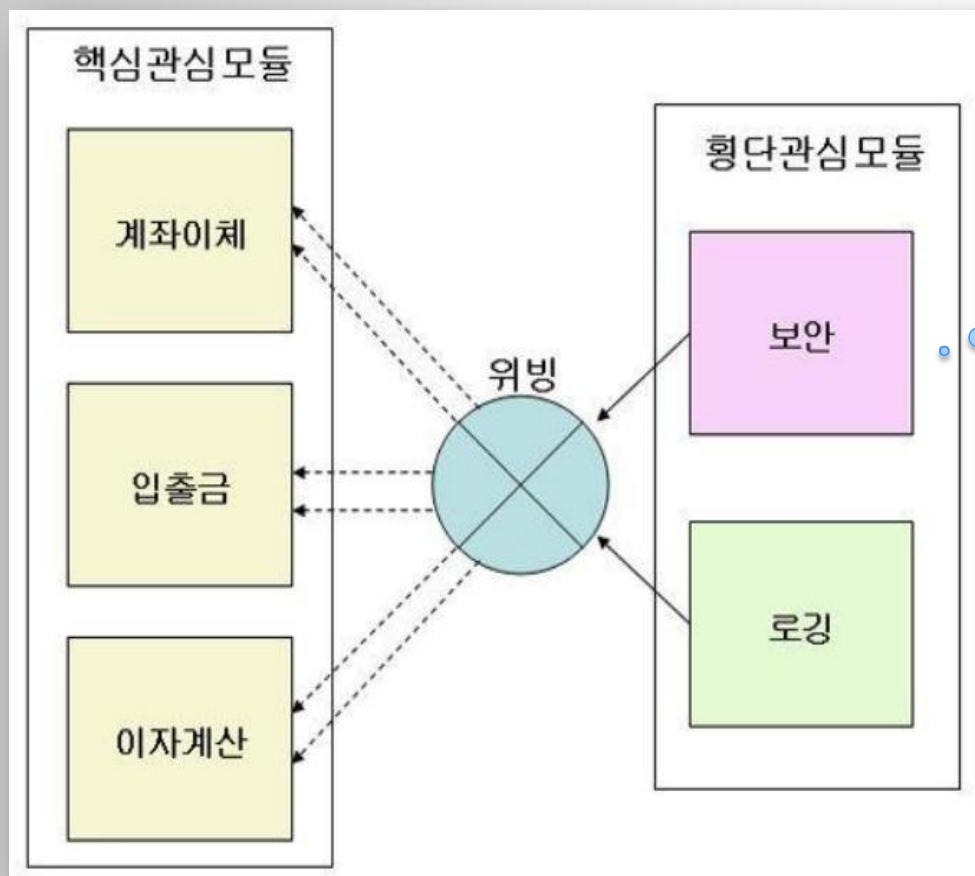 핵심관심모듈
계좌이체
입출금
이자계산
위빙
횡단관심모듈
보안
로깅